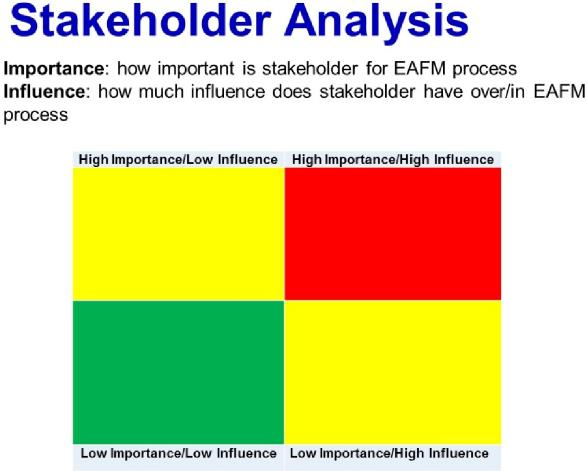 Stakeholder Analysis
Importance: how important is stakeholder for EAFM process
Influence: how much influence does stakeholder have over/in EAFM
process
High Importance/Low Influence High Importance/High Influence
Low Importance/Low Influence Low Importance/High Influence